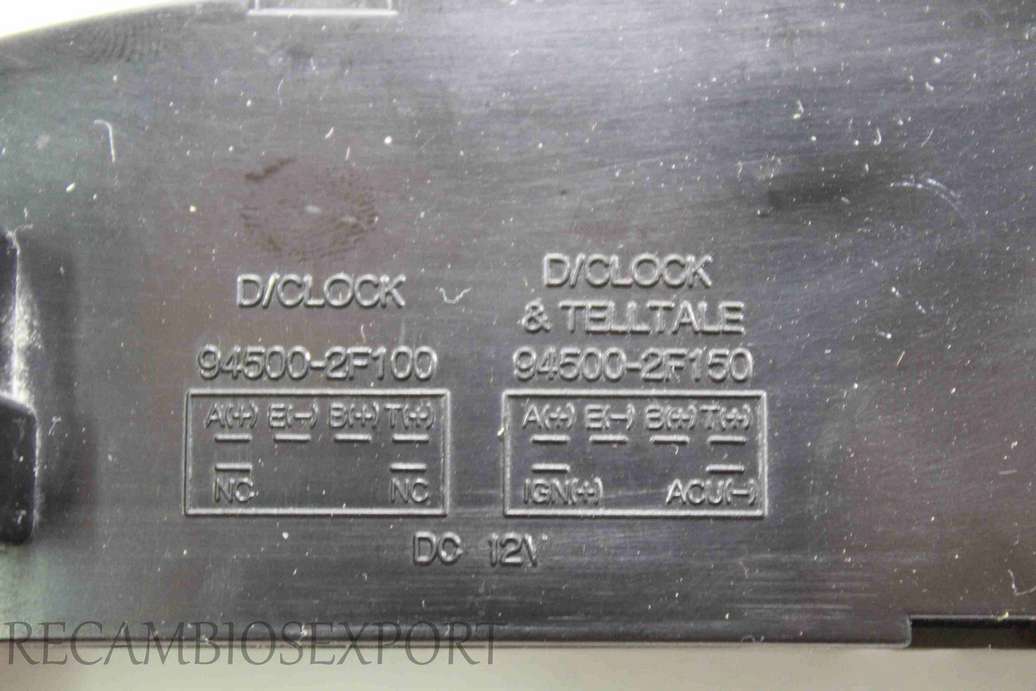 D/CLOCK
94500-2F100
A(+) E(-) B(+) T(+)
NC NC
D/CLOCK
& TELLTALE
94500-2F150
A(+) E(-) B(+) T(+)
IGN(+) ACU(-)
DC 12V
RECAMBIOSEXPORT